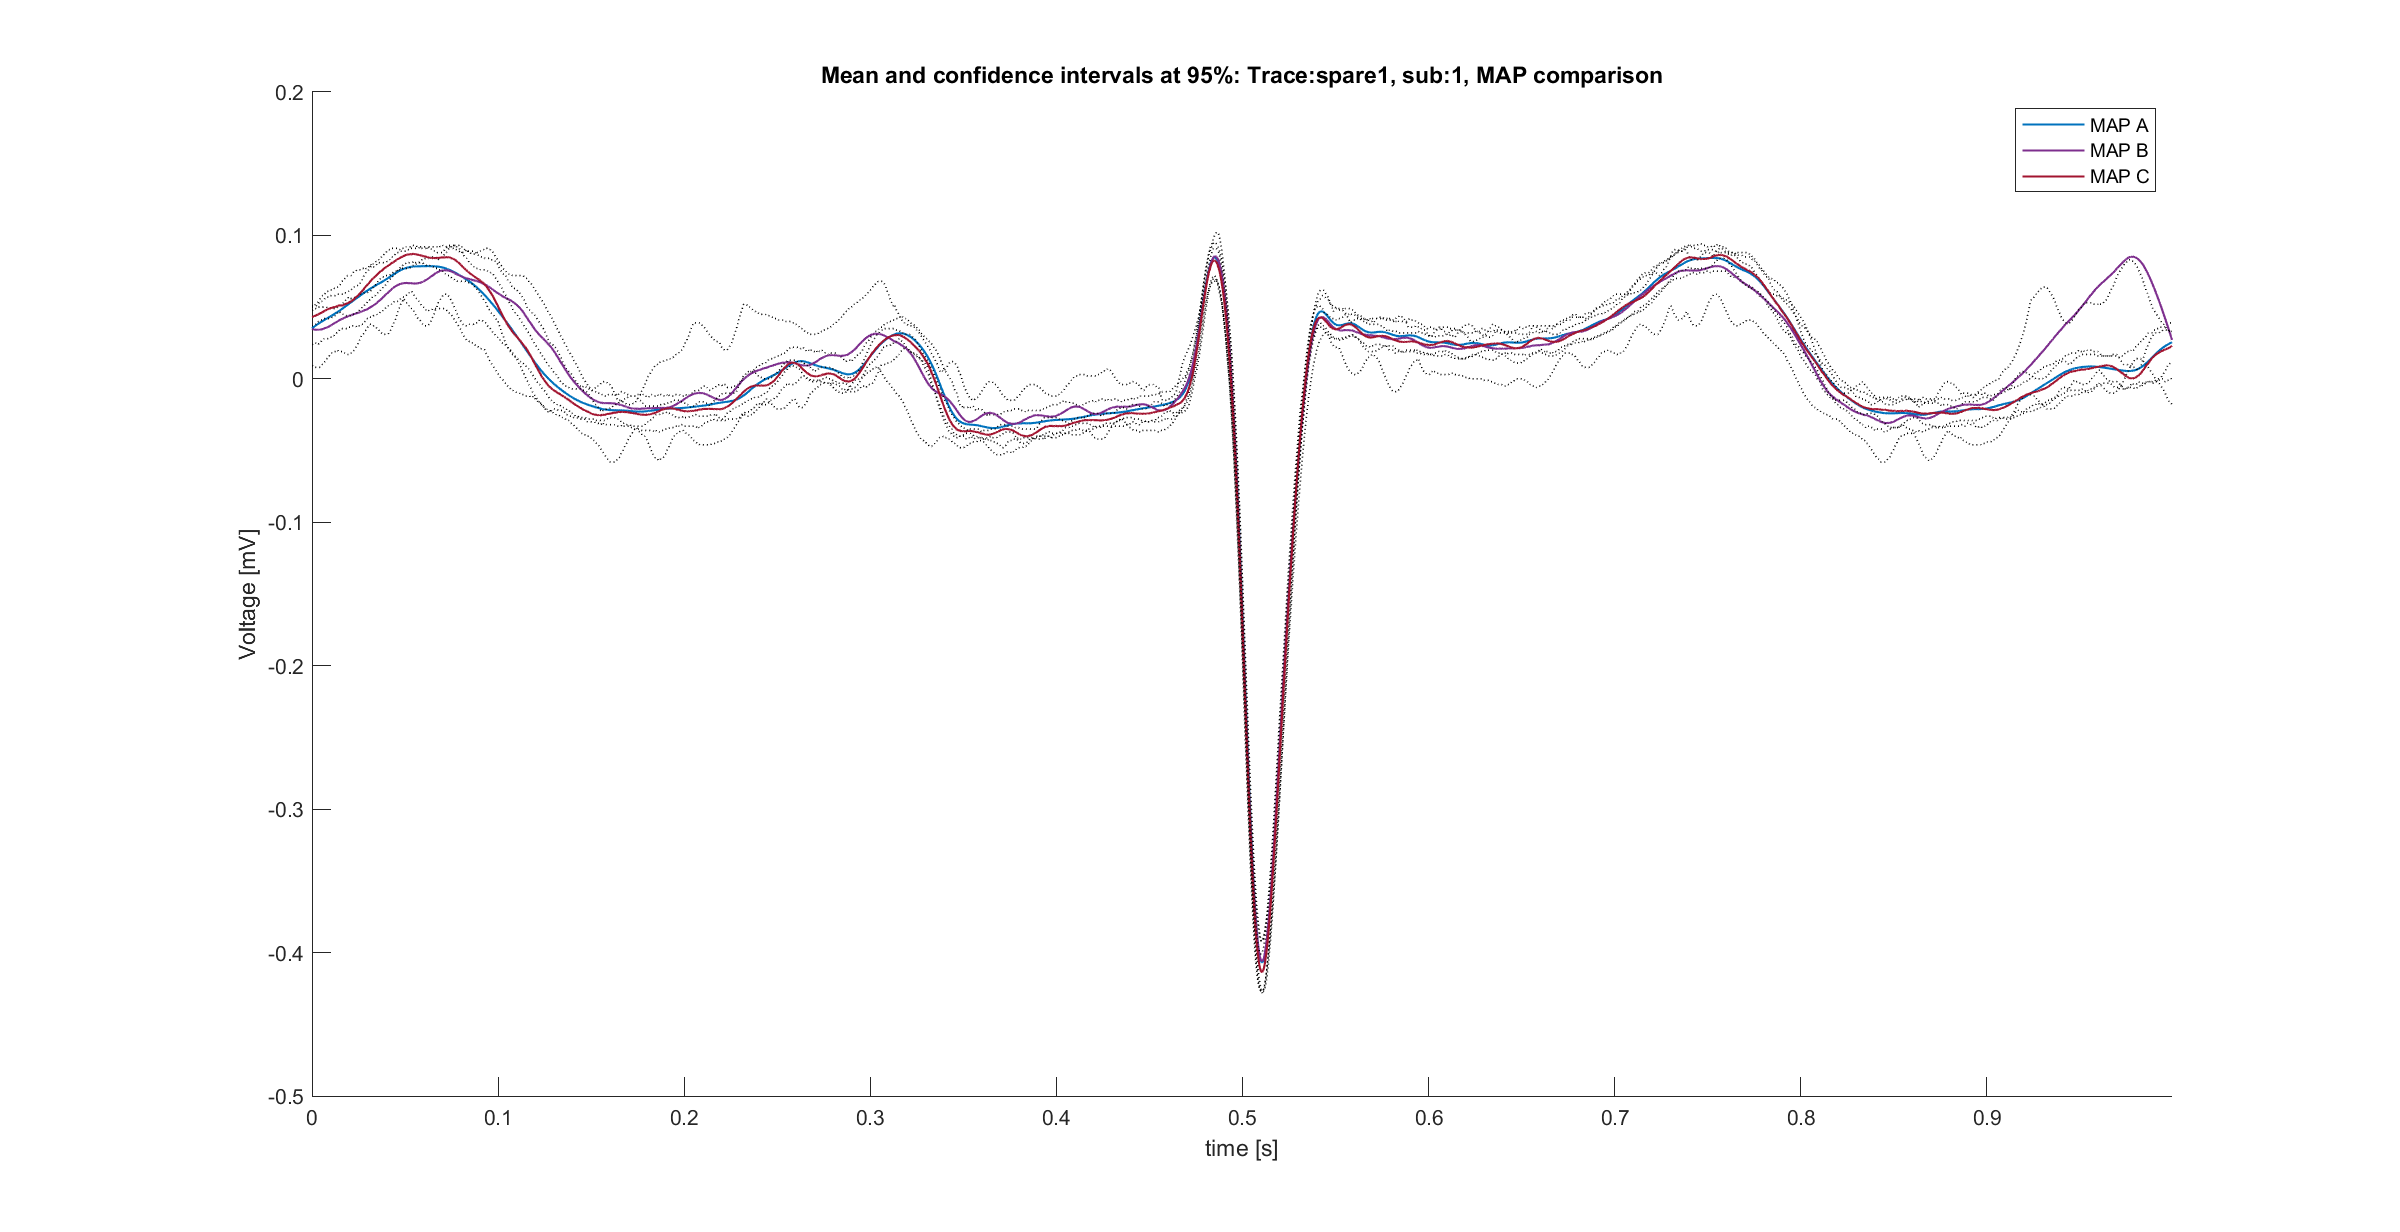 Mean and confidence intervals at 95%: Trace:spare1, sub:1, MAP comparison
MAP A
MAP B
MAP C
0.2
0.1
0
-0.1
-0.2
-0.3
-0.4
-0.5
Voltage [mV]
0 0.1 0.2 0.3 0.4 0.5 0.6 0.7 0.8 0.9
time [s]